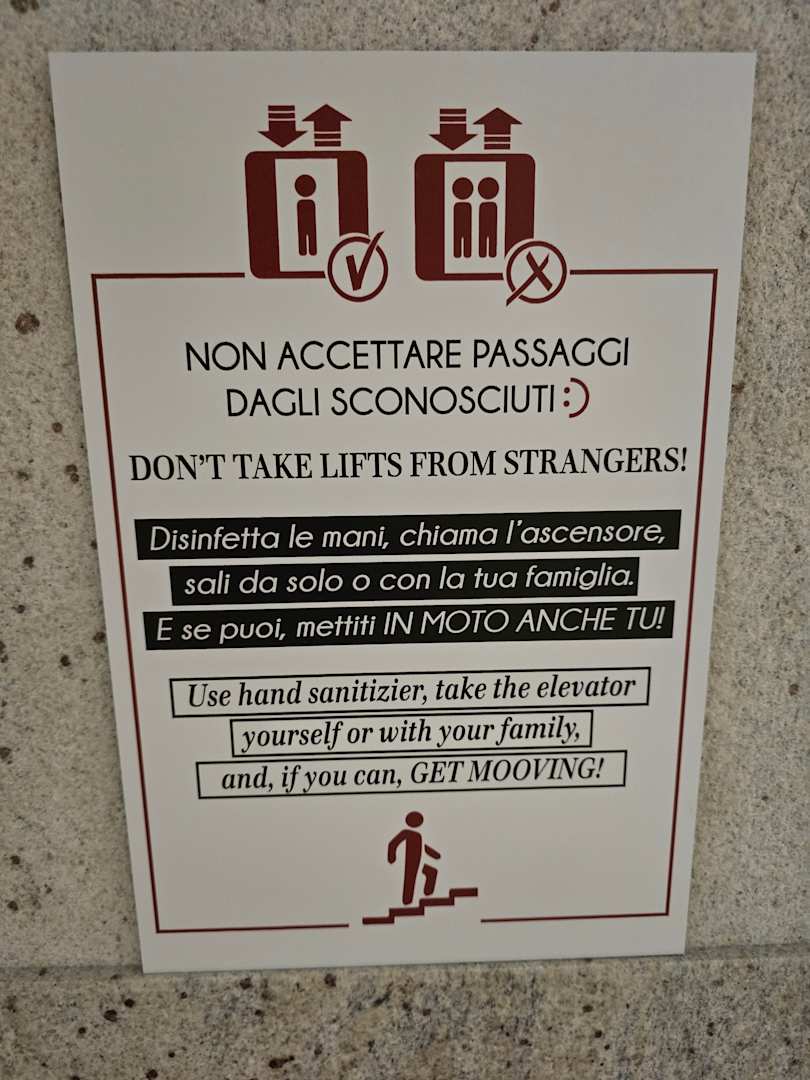 NON ACCETTARE PASSAGGI
DAGLI SCONOSCIUTI :)
DON'T TAKE LIFTS FROM STRANGERS!
Disinfetta le mani, chiama l'ascensore,
sali da solo o con la tua famiglia.
E se puoi, mettiti IN MOTO ANCHE TU!
Use hand sanitizier, take the elevator
yourself or with your family,
and, if you can, GET MOOVING!